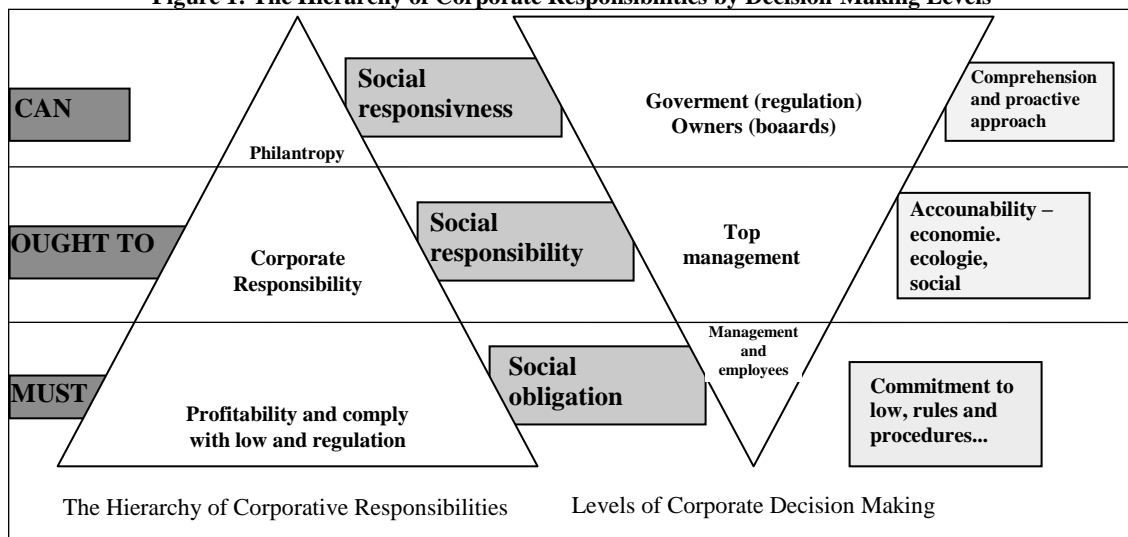 Figure 1: The Hierarchy of Corporate Responsibilities by Decision-Making Levels
CAN
Philantropy
Social
responsivness
Goverment (regulation)
Owners (boaards)
Comprehension
and proactive
approach
OUGHT TO
Corporate
Responsibility
Social
responsibility
Top
management
Accounability –
economie.
ecologie,
social
MUST
Profitability and comply
with low and regulation
Social
obligation
Management
and
employees
Commitment to
low, rules and
procedures...
The Hierarchy of Corporative Responsibilities
Levels of Corporate Decision Making